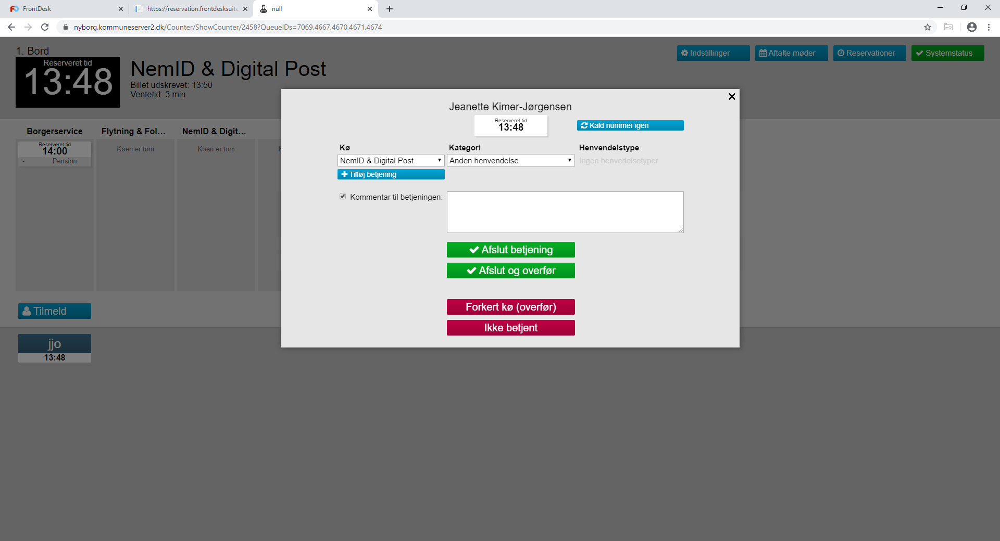 FrontDesk
https://reservation.frontdesksuite
null
nyborg.kommuneserver2.dk/Counter/ShowCounter/2458?QueueIDs=7069,4667,4670,4671,4674
1. Bord
Reserveret tid
13:48
NemID & Digital Post
Billet udskrevet: 13:50
Ventetid: 3 min.
Indstillinger
Aftalte møder
Reservationer
Systemstatus
Borgerservice
Flytning & Fol…
NemID & Digit…
Reserveret tid
14:00
- Pension
Køen er tom
Køen er tom
K
Tilmeld
jjo
13:48
Jeanette Kimer-Jørgensen
Reserveret tid
13:48
Kald nummer igen
Kø
Kategori
Henvendelstype
NemID & Digital Post
Anden henvendelse
Ingen henvedelsetyper
Tilføj betjening
Kommentar til betjeningen:
Afslut betjening
Afslut og overfør
Forkert kø (overfør)
Ikke betjent